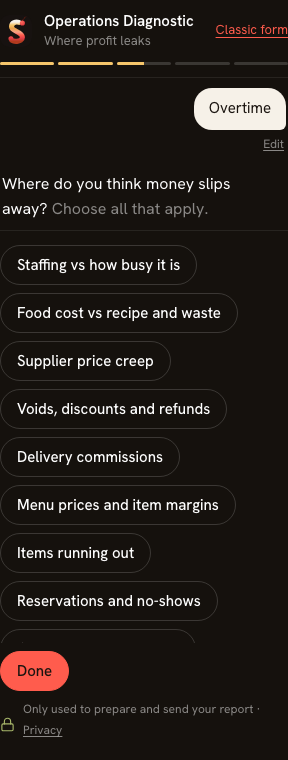 Operations Diagnostic
Where profit leaks
Classic form
Overtime
Edit
Where do you think money slips
away? Choose all that apply.
Staffing vs how busy it is
Food cost vs recipe and waste
Supplier price creep
Voids, discounts and refunds
Delivery commissions
Menu prices and item margins
Items running out
Reservations and no-shows
Done
Only used to prepare and send your report ·
Privacy